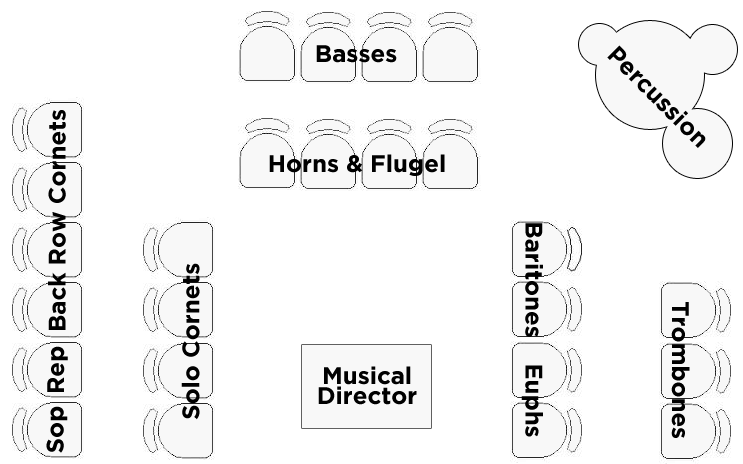 Basses
Percussion
Horns & Flugel
Back Row Cornets
Rep
Sop
Solo Cornets
Musical
Director
Baritones
Euphs
Trombones